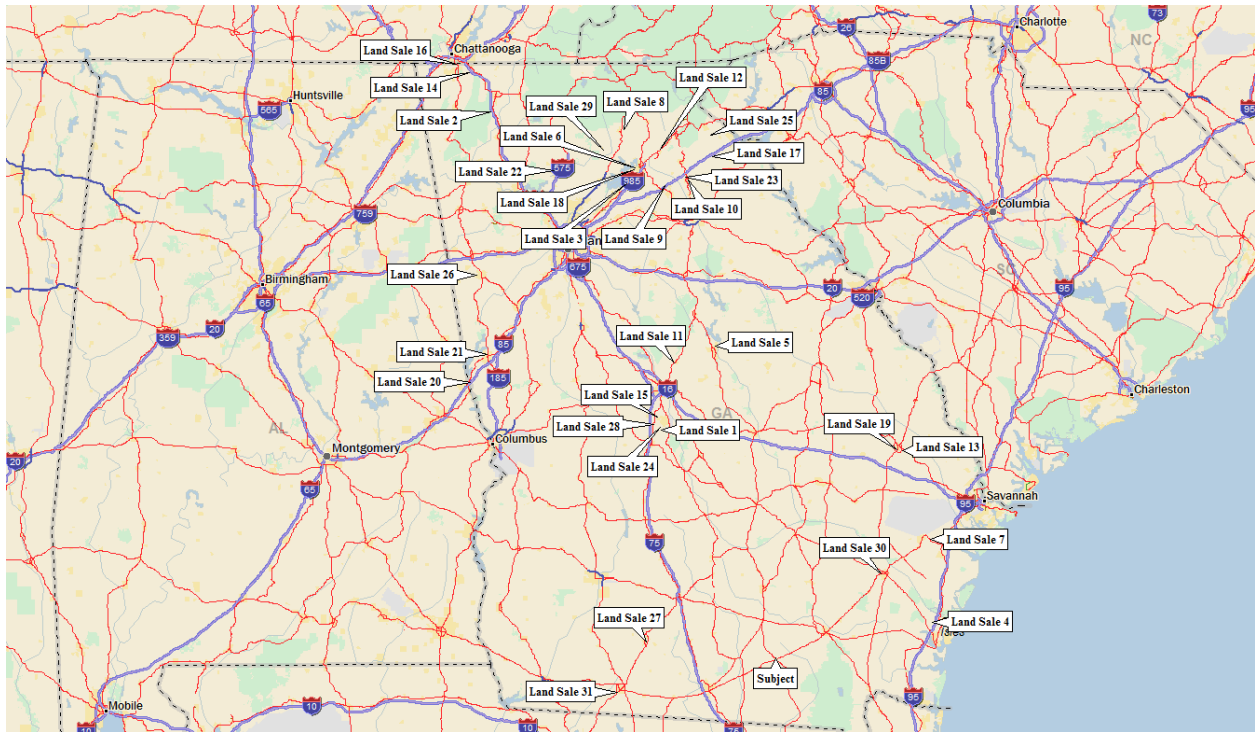 73
Charlotte
NC
26
Land Sale 16
Chattanooga
85B
Land Sale 12
Land Sale 14
Huntsville
565
85
95
Land Sale 29
Land Sale 8
Land Sale 2
Land Sale 25
Land Sale 6
Land Sale 17
Land Sale 22
575
985
Land Sale 23
Land Sale 18
Land Sale 10
Columbia
759
Land Sale 3
Land Sale 9
an
675
SC
Land Sale 26
Birmingham
65
20
520
95
20
359
Land Sale 11
Land Sale 5
85
Land Sale 21
185
Land Sale 20
16
Charleston
Land Sale 15
GA
AL
Land Sale 28
Land Sale 1
Land Sale 19
Columbus
Land Sale 13
Montgomery
20
Land Sale 24
65
95
Savannah
75
Land Sale 7
Land Sale 30
Land Sale 27
Land Sale 4
Isles
Subject
Land Sale 31
95
Mobile
10
10
10
75